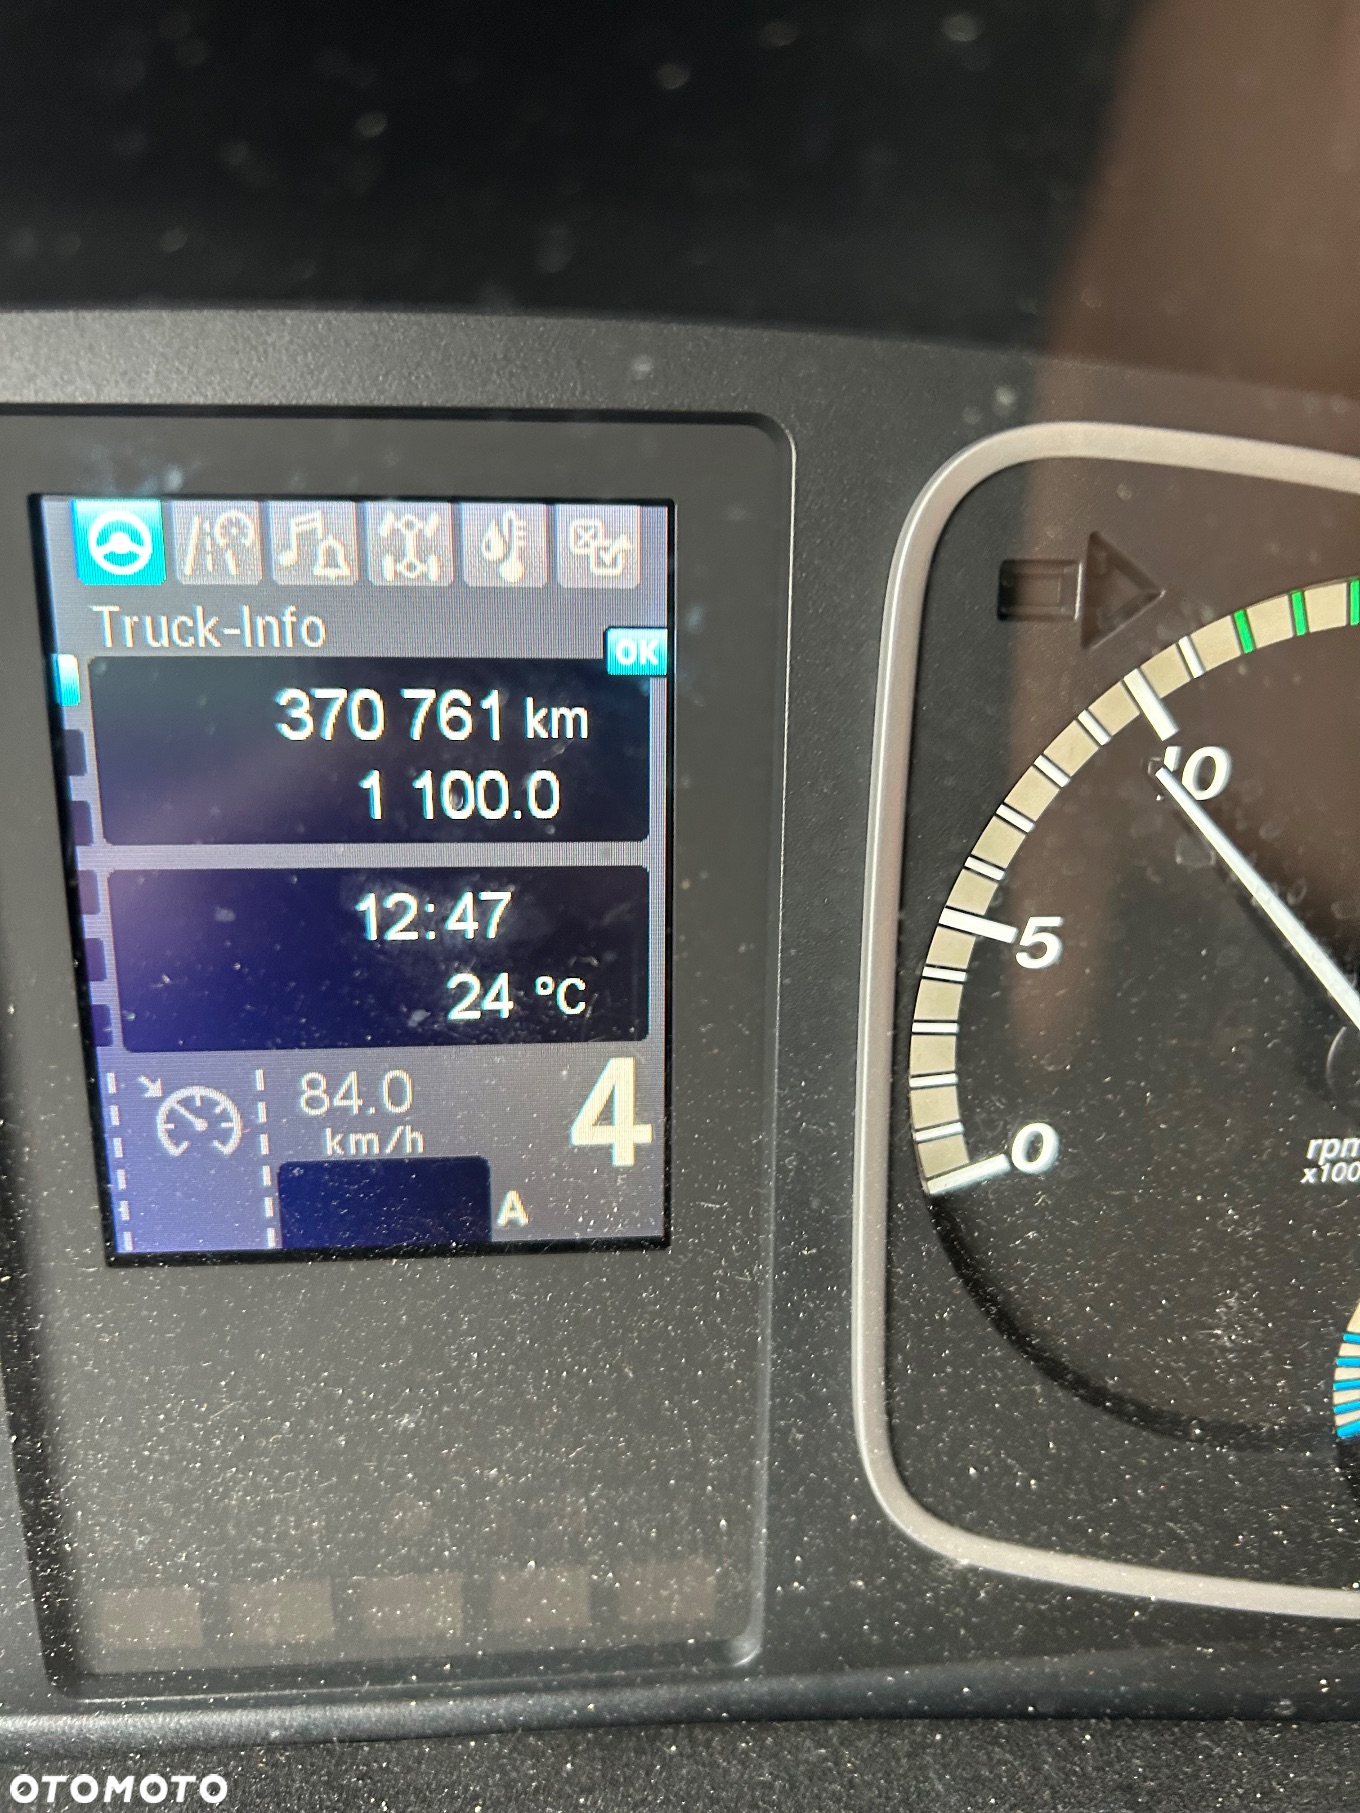 Truck-Info
OK
370 761 km
1 100.0
12:47
24 °C
84.0
km/h
4
A
10
5
0
x100
OTOMOTO